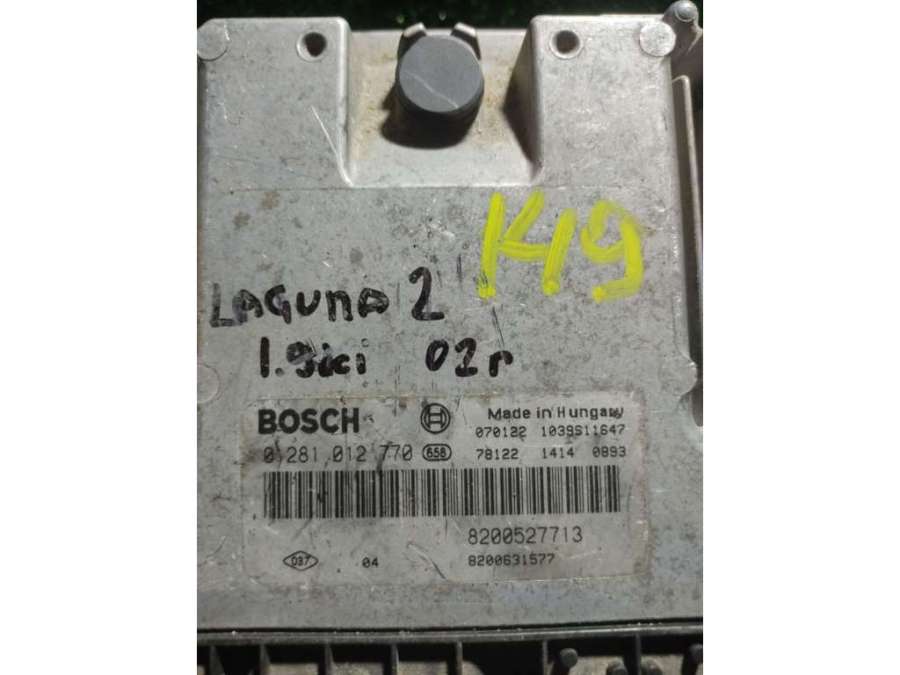 K19
LAGUNA 2
1.9dci 02r
BOSCH Made in Hungary
070122 1039S11647
0 281 012 770 658 78122 1414 0893
8200527713
037 04 8200631577